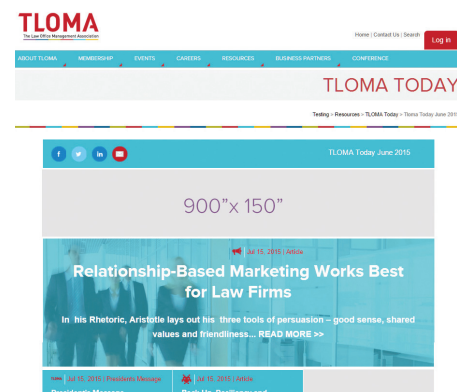 TLOMA
The Law Office Management Association
Home | Contact Us | Search
Log in
ABOUT TLOMA MEMBERSHIP EVENTS CAREERS RESOURCES BUSINESS PARTNERS CONFERENCE
TLOMA TODAY
Testing > Resources > TLOMA Today > Tloma Today June 2015
TLOMA Today June 2015
900"x 150"
| Jul 15, 2015 | Article
Relationship-Based Marketing Works Best
for Law Firms
In his Rhetoric, Aristotle lays out his three tools of persuasion – good sense, shared
values and friendliness... READ MORE >>
Jul 15, 2015 | Presidents Message
Jul 15, 2015 | Article
President's Message